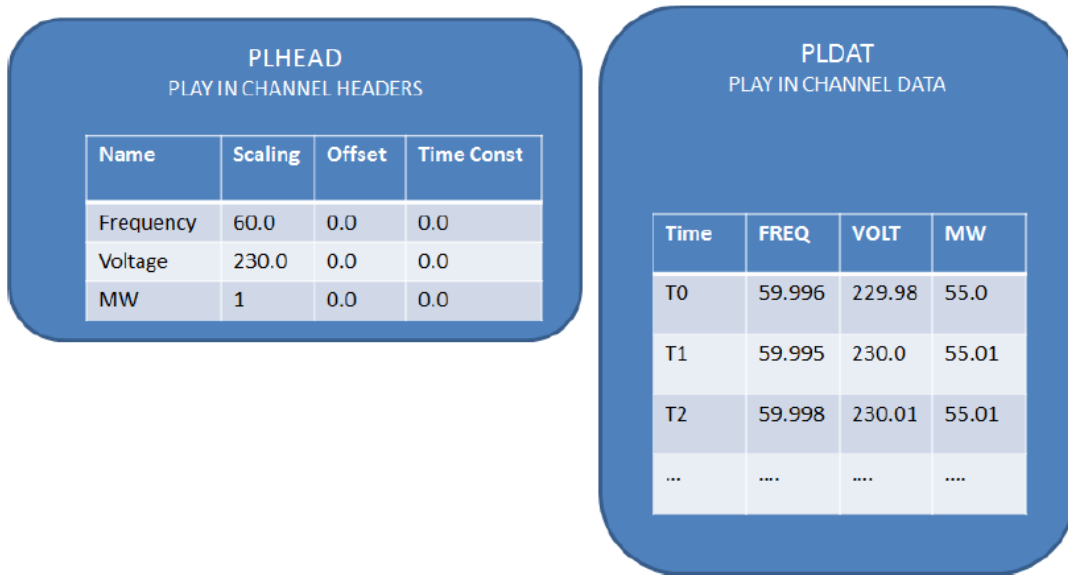 PLHEAD
PLAY IN CHANNEL HEADERS
Name Scaling Offset Time Const
Frequency 60.0 0.0 0.0
Voltage 230.0 0.0 0.0
MW 1 0.0 0.0
PLDAT
PLAY IN CHANNEL DATA
Time FREQ VOLT MW
T0 59.996 229.98 55.0
T1 59.995 230.0 55.01
T2 59.998 230.01 55.01
... .... .... ....